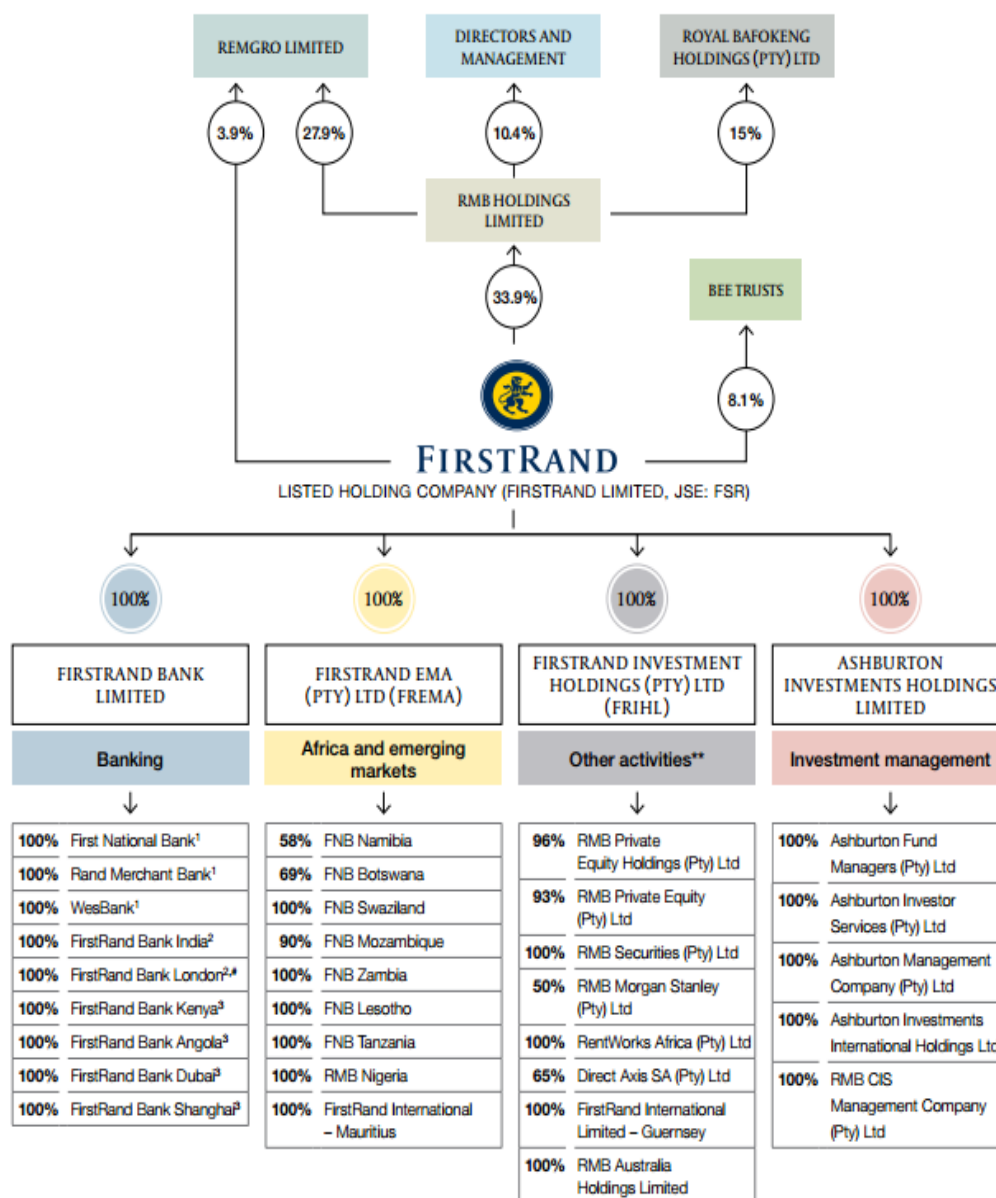 REMGRO LIMITED
DIRECTORS AND
MANAGEMENT
ROYAL BAFOKENG
HOLDINGS (PTY) LTD
3.9%
27.9%
10.4%
15%
RMB HOLDINGS
LIMITED
33.9%
BEE TRUSTS
8.1%
FIRSTRAND
LISTED HOLDING COMPANY (FIRSTRAND LIMITED, JSE: FSR)
100%
100%
100%
100%
FIRSTRAND BANK
LIMITED
FIRSTRAND EMA
(PTY) LTD (FREMA)
FIRSTRAND INVESTMENT
HOLDINGS (PTY) LTD
(FRIHL)
ASHBURTON
INVESTMENTS HOLDINGS
LIMITED
Banking
Africa and emerging
markets
Other activities**
Investment management
100% First National Bank¹
100% Rand Merchant Bank¹
100% WesBank¹
100% FirstRand Bank India²
100% FirstRand Bank London²,#
100% FirstRand Bank Kenya³
100% FirstRand Bank Angola³
100% FirstRand Bank Dubai³
100% FirstRand Bank Shanghai³
58% FNB Namibia
69% FNB Botswana
100% FNB Swaziland
90% FNB Mozambique
100% FNB Zambia
100% FNB Lesotho
100% FNB Tanzania
100% RMB Nigeria
100% FirstRand International
– Mauritius
96% RMB Private
Equity Holdings (Pty) Ltd
93% RMB Private Equity
(Pty) Ltd
100% RMB Securities (Pty) Ltd
50% RMB Morgan Stanley
(Pty) Ltd
100% RentWorks Africa (Pty) Ltd
65% Direct Axis SA (Pty) Ltd
100% FirstRand International
Limited – Guernsey
100% RMB Australia
Holdings Limited
100% Ashburton Fund
Managers (Pty) Ltd
100% Ashburton Investor
Services (Pty) Ltd
100% Ashburton Management
Company (Pty) Ltd
100% Ashburton Investments
International Holdings Ltd
100% RMB CIS
Management Company
(Pty) Ltd